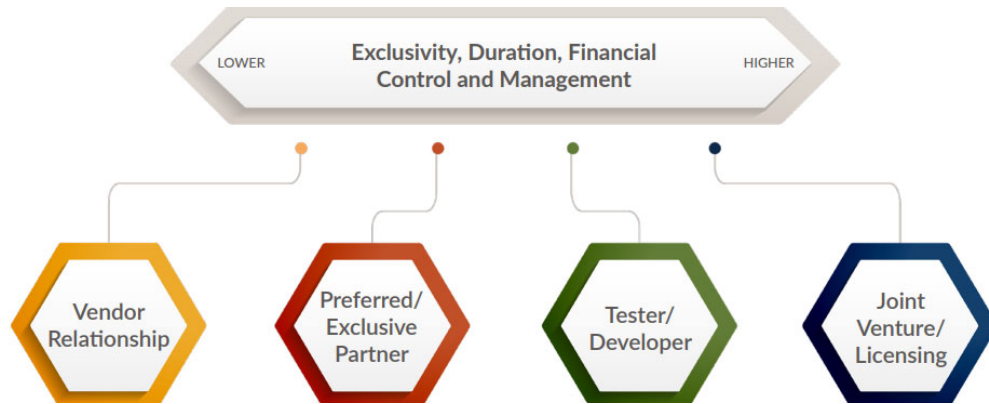 LOWER
Exclusivity, Duration, Financial
Control and Management
HIGHER
Vendor
Relationship
Preferred/
Exclusive
Partner
Tester/
Developer
Joint
Venture/
Licensing